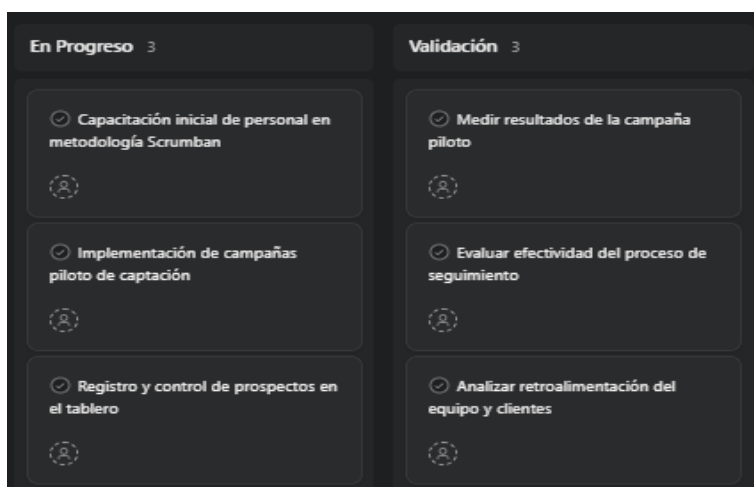 En Progreso 3
Capacitación inicial de personal en
metodología Scrumban
Implementación de campañas
piloto de captación
Registro y control de prospectos en
el tablero
Validación 3
Medir resultados de la campaña
piloto
Evaluar efectividad del proceso de
seguimiento
Analizar retroalimentación del
equipo y clientes